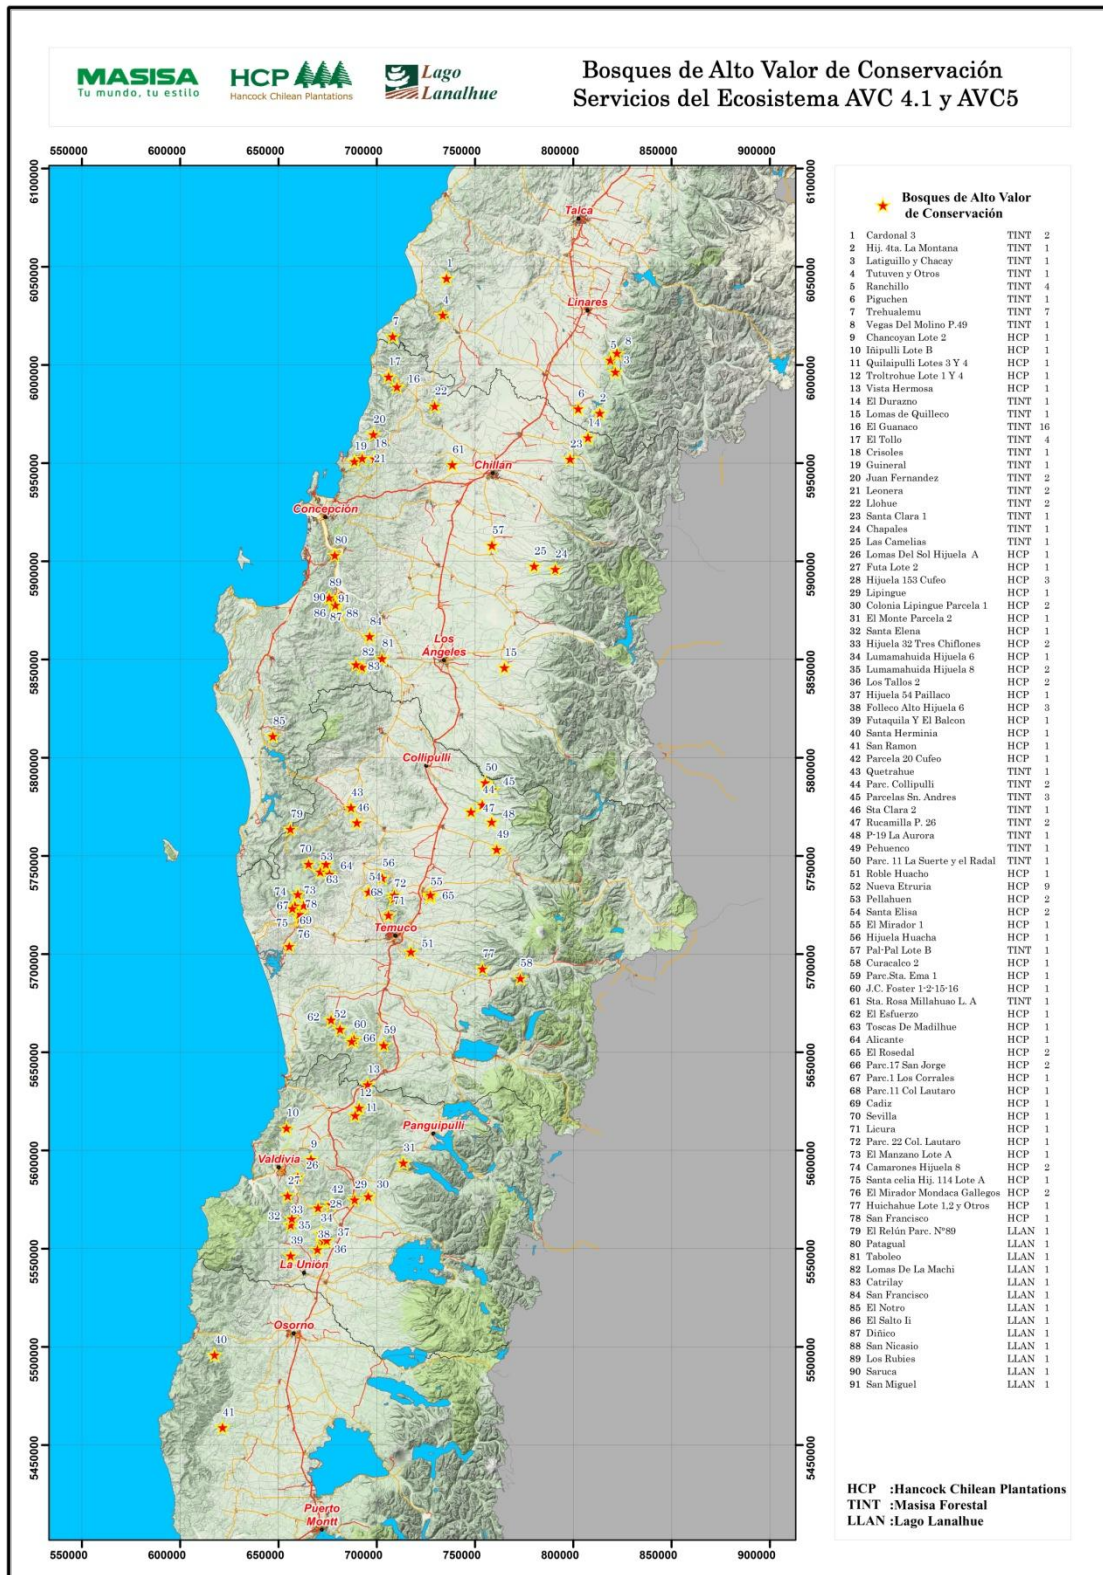 MASISA
Tu mundo, tu estilo
HCP
Hancock Chilean Plantations
Lago
Lanalhue
Bosques de Alto Valor de Conservación
Servicios del Ecosistema AVC 4.1 y AVC5
550000 600000 650000 700000 750000 800000 850000 900000
6100000
6050000
6000000
5950000
5900000
5850000
5800000
5750000
5700000
5650000
5600000
5550000
5500000
5450000
Talca
Linares
Chillán
Concepción
Los
Angeles
Collipulli
Temuco
Panguipulli
Valdivia
La Unión
Osorno
Puerto
Montt
550000 600000 650000 700000 750000 800000 850000 900000
Bosques de Alto Valor
de Conservación
1 Cardonal 3 TINT 2
2 Hij. 4ta. La Montana TINT 1
3 Latiguillo y Chacay TINT 1
4 Tutuven y Otros TINT 1
5 Ranchillo TINT 4
6 Piguchen TINT 1
7 Trehualemu TINT 7
8 Vegas Del Molino P.49 TINT 1
9 Chancoyan Lote 2 HCP 1
10 Iñipulli Lote B HCP 1
11 Quilaipulli Lotes 3 Y 4 HCP 1
12 Troltrohue Lote 1 Y 4 HCP 1
13 Vista Hermosa HCP 1
14 El Durazno TINT 1
15 Lomas de Quilleco TINT 1
16 El Guanaco TINT 16
17 El Tollo TINT 4
18 Crisoles TINT 1
19 Guineral TINT 1
20 Juan Fernandez TINT 2
21 Leonera TINT 2
22 Llohue TINT 2
23 Santa Clara 1 TINT 1
24 Chapales TINT 1
25 Las Camelias TINT 1
26 Lomas Del Sol Hijuela A HCP 1
27 Futa Lote 2 HCP 1
28 Hijuela 153 Cufeo HCP 3
29 Lipingue HCP 1
30 Colonia Lipingue Parcela 1 HCP 2
31 El Monte Parcela 2 HCP 1
32 Santa Elena HCP 1
33 Hijuela 32 Tres Chiflones HCP 2
34 Lumamahuida Hijuela 6 HCP 1
35 Lumamahuida Hijuela 8 HCP 2
36 Los Tallos 2 HCP 2
37 Hijuela 54 Paillaco HCP 1
38 Folleco Alto Hijuela 6 HCP 3
39 Futaquila Y El Balcon HCP 1
40 Santa Herminia HCP 1
41 San Ramon HCP 1
42 Parcela 20 Cufeo HCP 1
43 Quetrahue TINT 1
44 Parc. Collipulli TINT 2
45 Parcelas Sn. Andres TINT 3
46 Sta Clara 2 TINT 1
47 Rucamilla P. 26 TINT 2
48 P-19 La Aurora TINT 1
49 Pehuenco TINT 1
50 Parc. 11 La Suerte y el Radal TINT 1
51 Roble Huacho HCP 1
52 Nueva Etruria HCP 9
53 Pellahuen HCP 2
54 Santa Elisa HCP 2
55 El Mirador 1 HCP 1
56 Hijuela Huacha HCP 1
57 Pal-Pal Lote B TINT 1
58 Curacalco 2 HCP 1
59 Parc.Sta. Ema 1 HCP 1
60 J.C. Foster 1-2-15-16 HCP 1
61 Sta. Rosa Millahuao L. A TINT 1
62 El Esfuerzo HCP 1
63 Toscas De Madilhue HCP 1
64 Alicante HCP 1
65 El Rosedal HCP 2
66 Parc.17 San Jorge HCP 2
67 Parc.1 Los Corrales HCP 1
68 Parc.11 Col Lautaro HCP 1
69 Cadiz HCP 1
70 Sevilla HCP 1
71 Licura HCP 1
72 Parc. 22 Col. Lautaro HCP 1
73 El Manzano Lote A HCP 1
74 Camarones Hijuela 8 HCP 2
75 Santa celia Hij. 114 Lote A HCP 1
76 El Mirador Mondaca Gallegos HCP 2
77 Huichahue Lote 1,2 y Otros HCP 1
78 San Francisco HCP 1
79 El Relún Parc. N°89 LLAN 1
80 Patagual LLAN 1
81 Taboleo LLAN 1
82 Lomas De La Machi LLAN 1
83 Catrilay LLAN 1
84 San Francisco LLAN 1
85 El Notro LLAN 1
86 El Salto Ii LLAN 1
87 Diñico LLAN 1
88 San Nicasio LLAN 1
89 Los Rubies LLAN 1
90 Saruca LLAN 1
91 San Miguel LLAN 1
HCP :Hancock Chilean Plantations
TINT :Masisa Forestal
LLAN :Lago Lanalhue